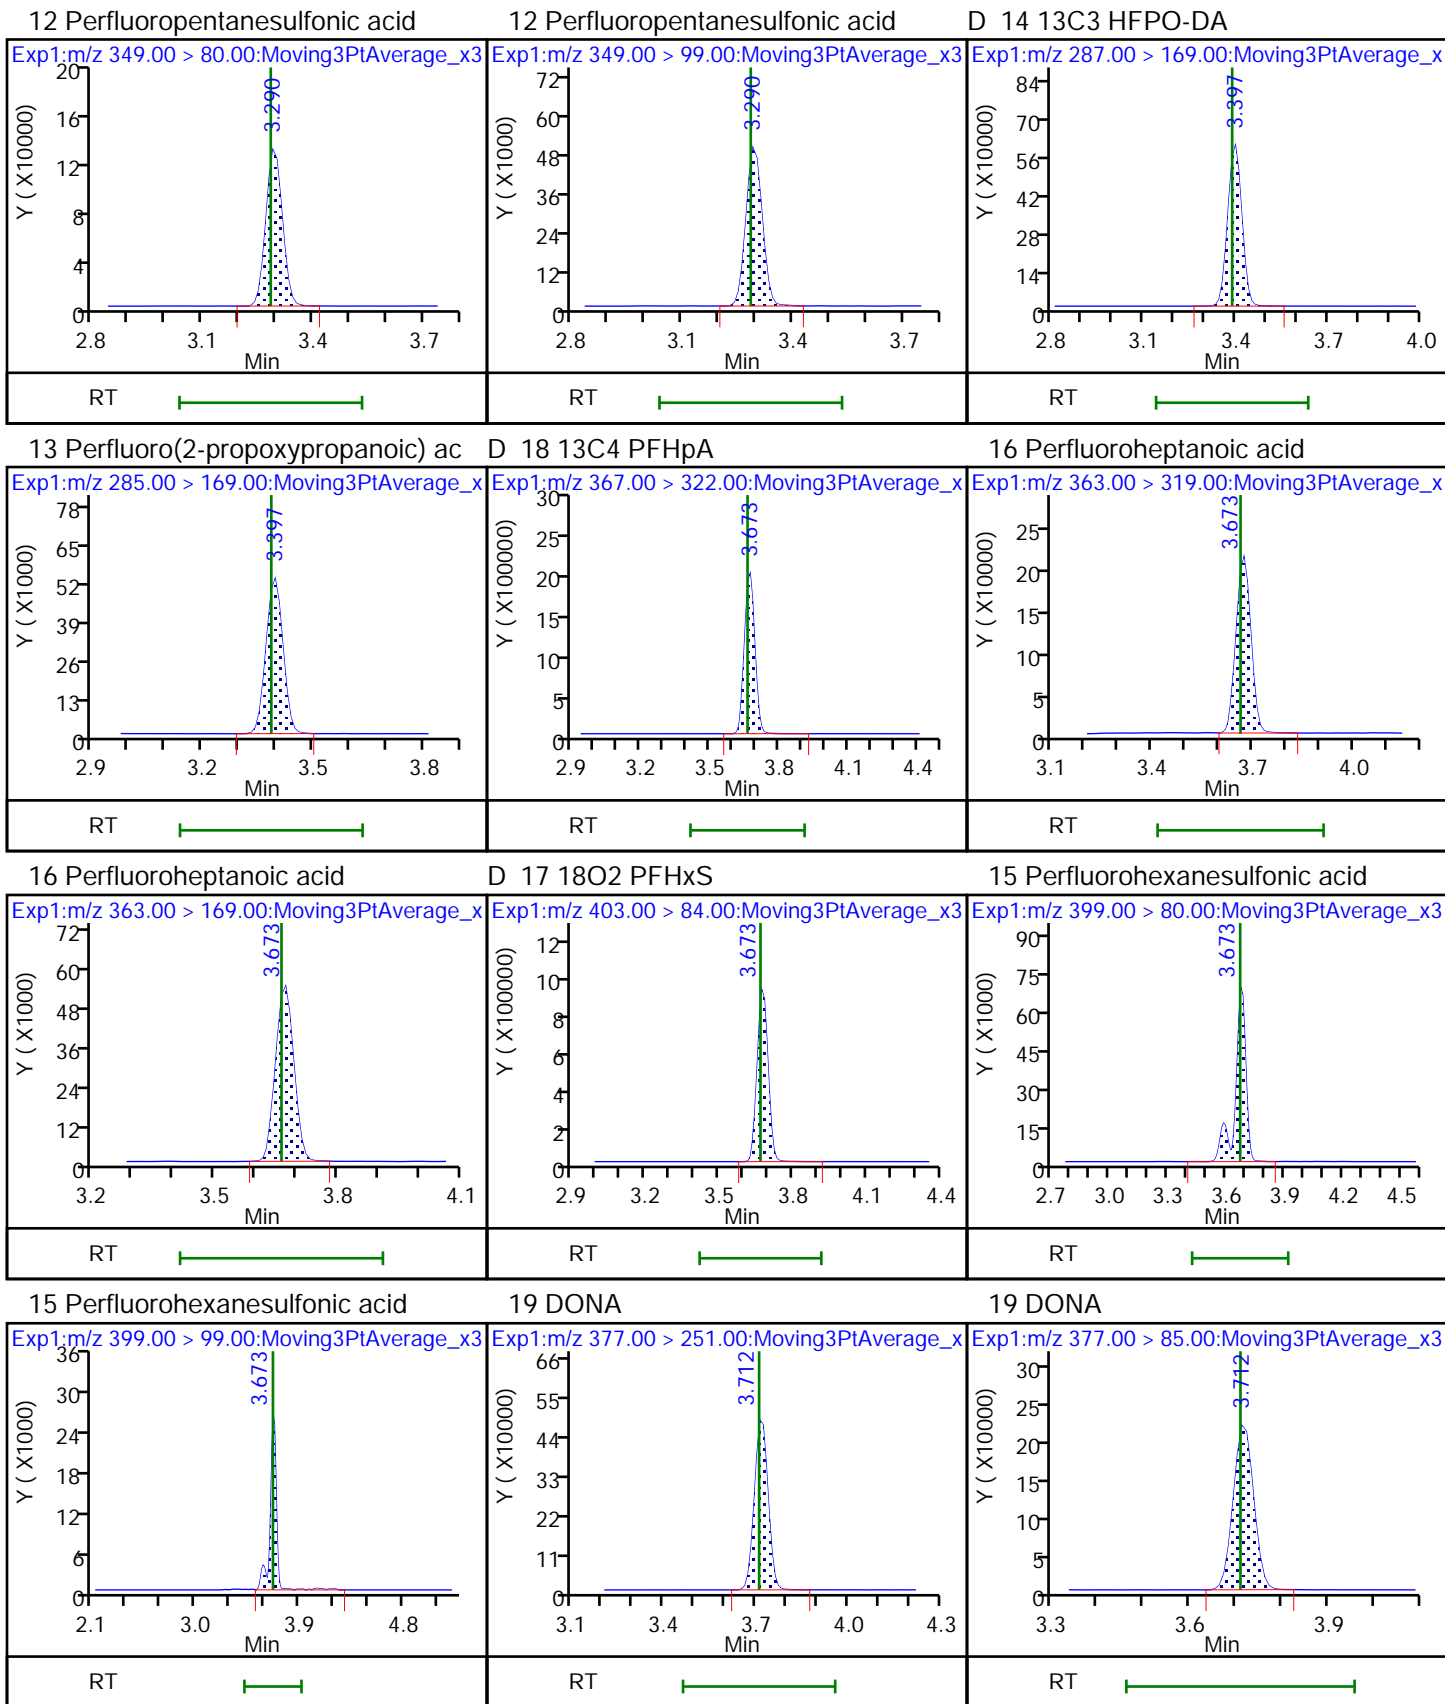 12 Perfluoropentanesulfonic acid
Exp1:m/z 349.00 > 80.00:Moving3PtAverage_x3
20
16
12
8
4
0
Y ( X10000)
3.290
2.8 3.1 3.4 3.7
Min
RT
12 Perfluoropentanesulfonic acid
Exp1:m/z 349.00 > 99.00:Moving3PtAverage_x3
72
60
48
36
24
12
0
Y ( X1000)
3.290
2.8 3.1 3.4 3.7
Min
RT
D 14 13C3 HFPO-DA
Exp1:m/z 287.00 > 169.00:Moving3PtAverage_x
84
70
56
42
28
14
0
Y ( X10000)
3.397
2.8 3.1 3.4 3.7 4.0
Min
RT
13 Perfluoro(2-propoxypropanoic) ac
Exp1:m/z 285.00 > 169.00:Moving3PtAverage_x
78
65
52
39
26
13
0
Y ( X1000)
3.397
2.9 3.2 3.5 3.8
Min
RT
D 18 13C4 PFHpA
Exp1:m/z 367.00 > 322.00:Moving3PtAverage_x
30
25
20
15
10
5
0
Y ( X100000)
3.673
2.9 3.2 3.5 3.8 4.1 4.4
Min
RT
16 Perfluoroheptanoic acid
Exp1:m/z 363.00 > 319.00:Moving3PtAverage_x
25
20
15
10
5
0
Y ( X10000)
3.673
3.1 3.4 3.7 4.0
Min
RT
16 Perfluoroheptanoic acid
Exp1:m/z 363.00 > 169.00:Moving3PtAverage_x
72
60
48
36
24
12
0
Y ( X1000)
3.673
3.2 3.5 3.8 4.1
Min
RT
D 17 18O2 PFHxS
Exp1:m/z 403.00 > 84.00:Moving3PtAverage_x3
12
10
8
6
4
2
0
Y ( X100000)
3.673
2.9 3.2 3.5 3.8 4.1 4.4
Min
RT
15 Perfluorohexanesulfonic acid
Exp1:m/z 399.00 > 80.00:Moving3PtAverage_x3
90
75
60
45
30
15
0
Y ( X1000)
3.673
2.7 3.0 3.3 3.6 3.9 4.2 4.5
Min
RT
15 Perfluorohexanesulfonic acid
Exp1:m/z 399.00 > 99.00:Moving3PtAverage_x3
36
30
24
18
12
6
0
Y ( X1000)
3.673
2.1 3.0 3.9 4.8
Min
RT
19 DONA
Exp1:m/z 377.00 > 251.00:Moving3PtAverage_x
66
55
44
33
22
11
0
Y ( X10000)
3.712
3.1 3.4 3.7 4.0 4.3
Min
RT
19 DONA
Exp1:m/z 377.00 > 85.00:Moving3PtAverage_x3
30
25
20
15
10
5
0
Y ( X10000)
3.712
3.3 3.6 3.9
Min
RT